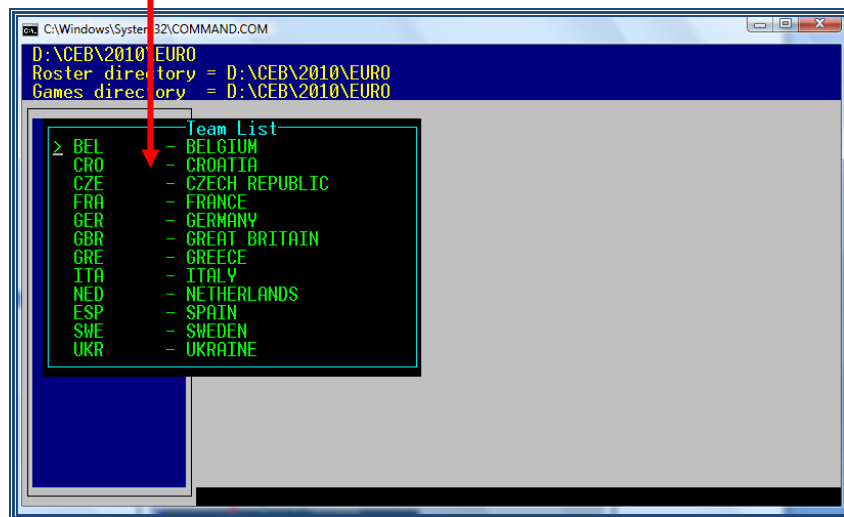 C:\Windows\System32\COMMAND.COM
D:\CEB\2010\EURO
Roster directory = D:\CEB\2010\EURO
Games directory = D:\CEB\2010\EURO
Team List
> BEL - BELGIUM
CRO - CROATIA
CZE - CZECH REPUBLIC
FRA - FRANCE
GER - GERMANY
GBR - GREAT BRITAIN
GRE - GREECE
ITA - ITALY
NED - NETHERLANDS
ESP - SPAIN
SWE - SWEDEN
UKR - UKRAINE